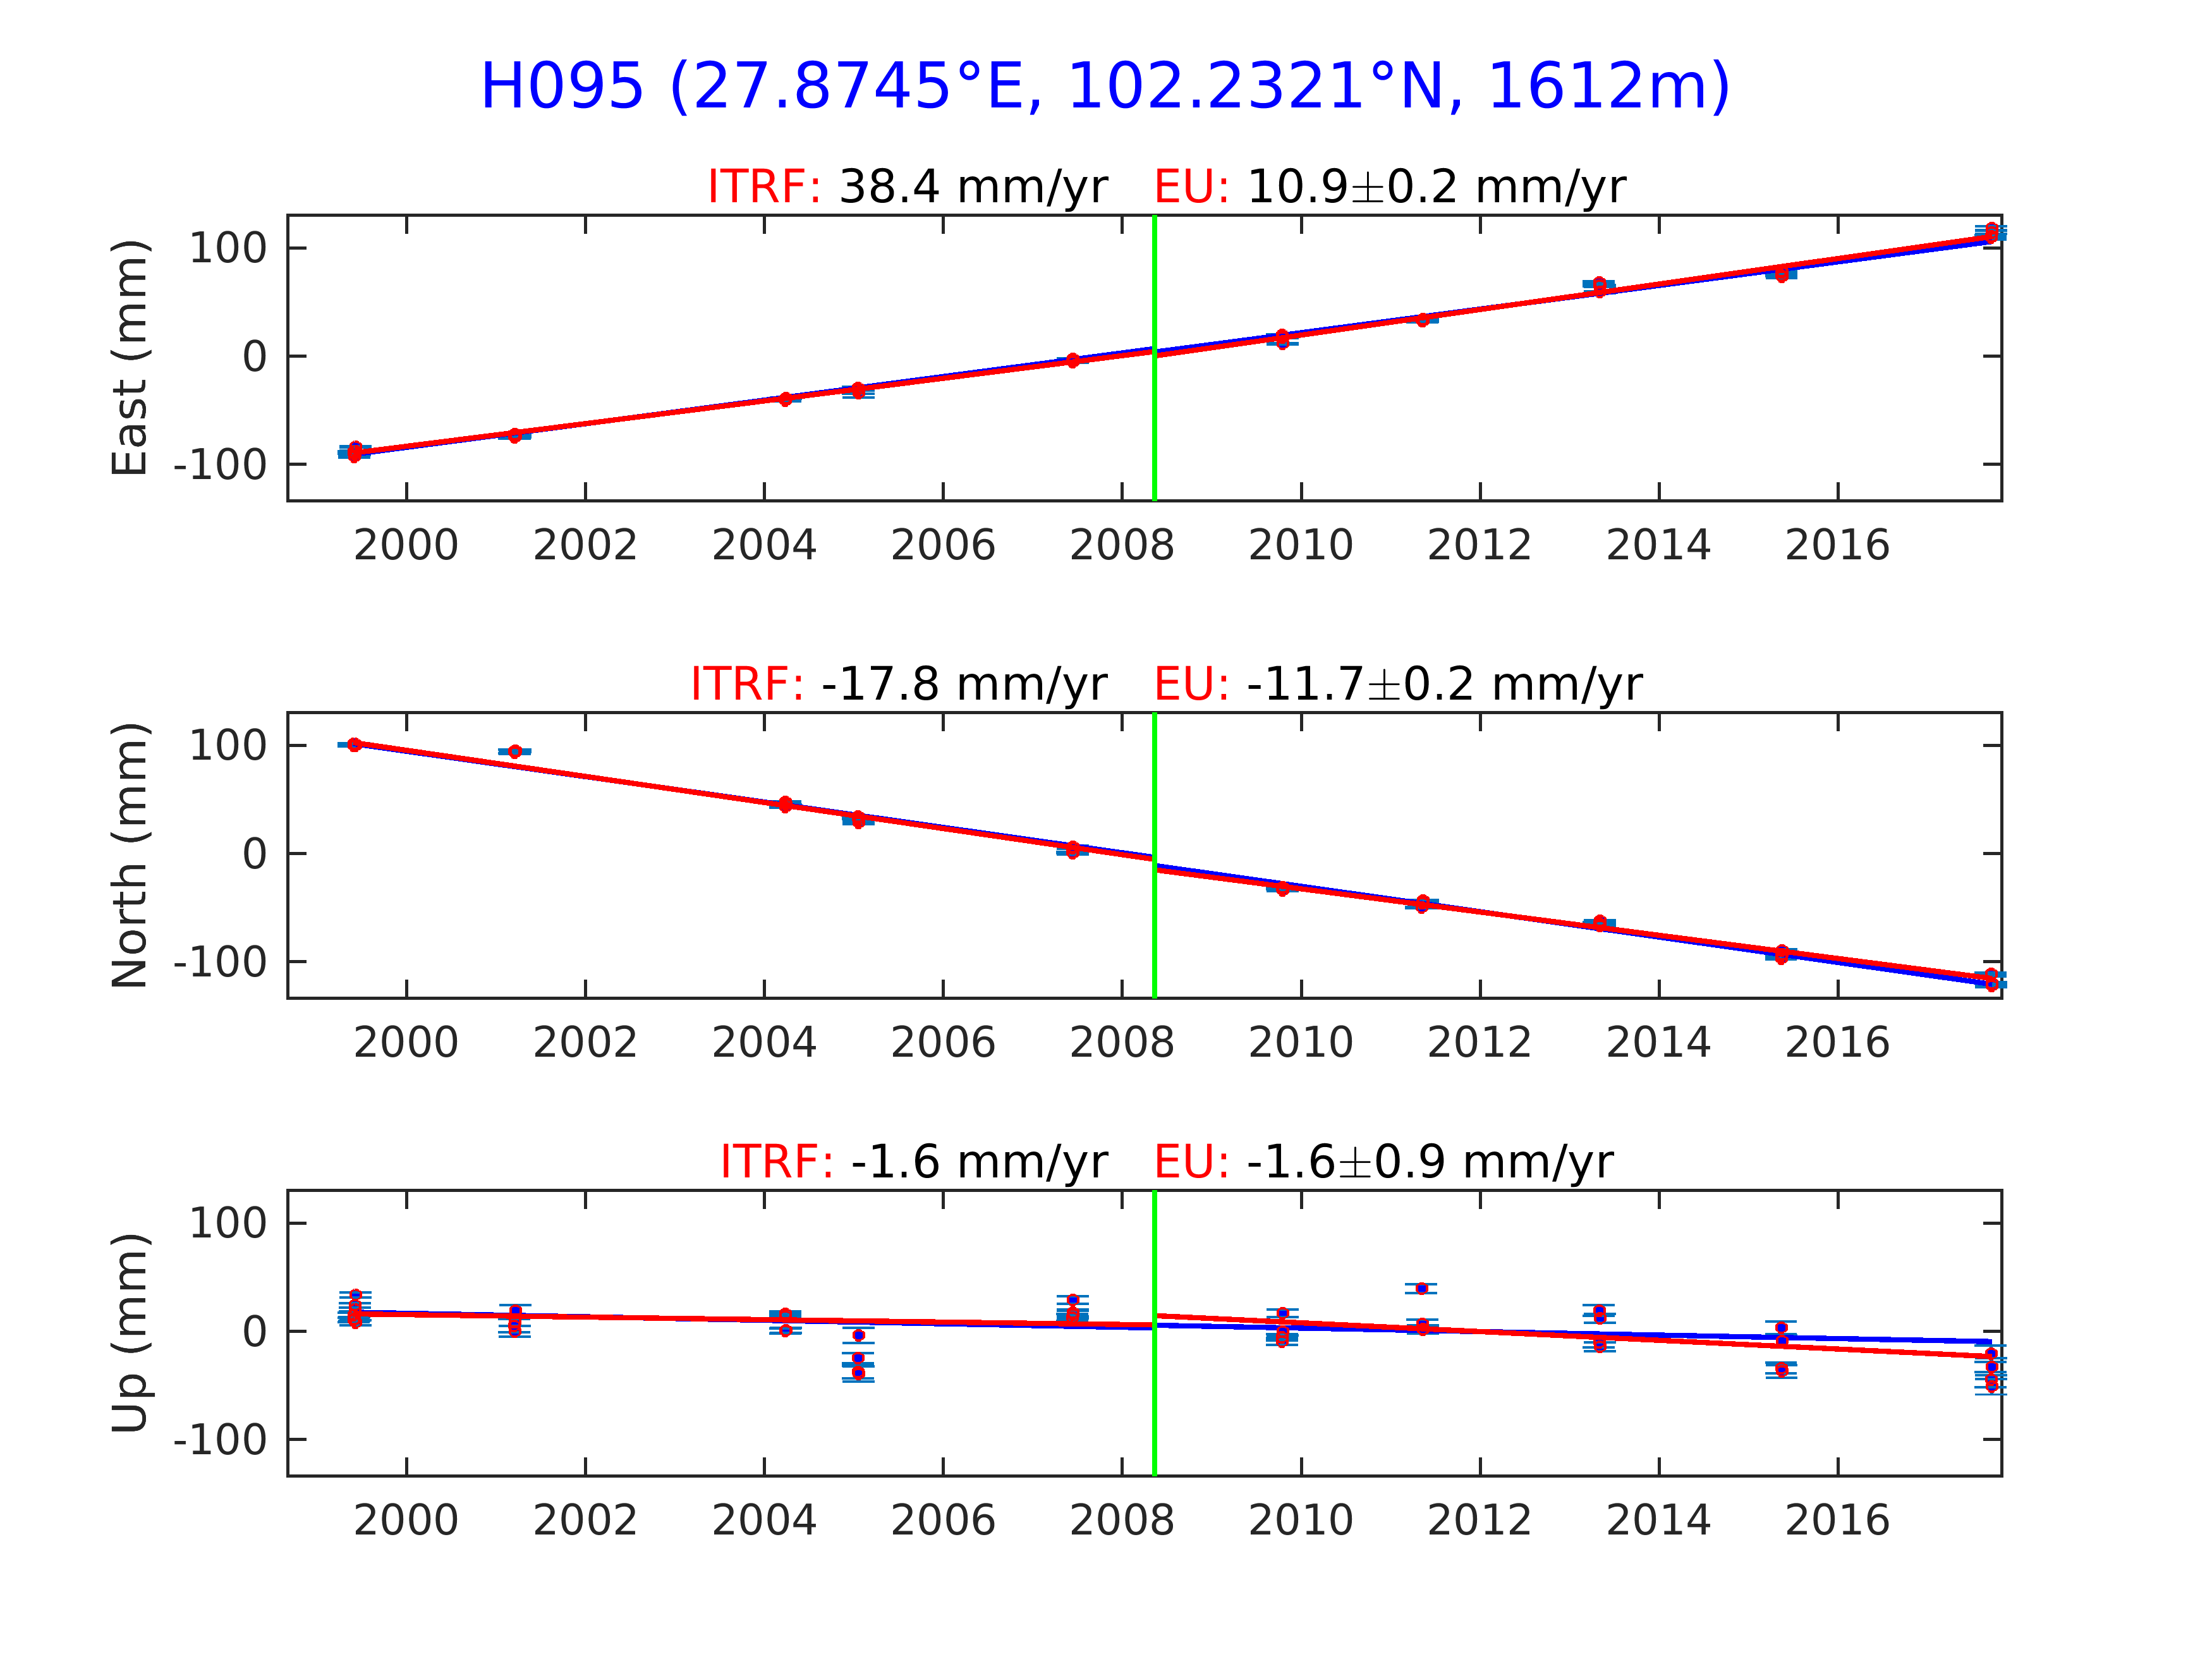 H095 (27.8745°E, 102.2321°N, 1612m)
ITRF: 38.4 mm/yr EU: 10.9±0.2 mm/yr
East (mm)
100
0
-100
2000 2002 2004 2006 2008 2010 2012 2014 2016
ITRF: -17.8 mm/yr EU: -11.7±0.2 mm/yr
North (mm)
100
0
-100
2000 2002 2004 2006 2008 2010 2012 2014 2016
ITRF: -1.6 mm/yr EU: -1.6±0.9 mm/yr
Up (mm)
100
0
-100
2000 2002 2004 2006 2008 2010 2012 2014 2016